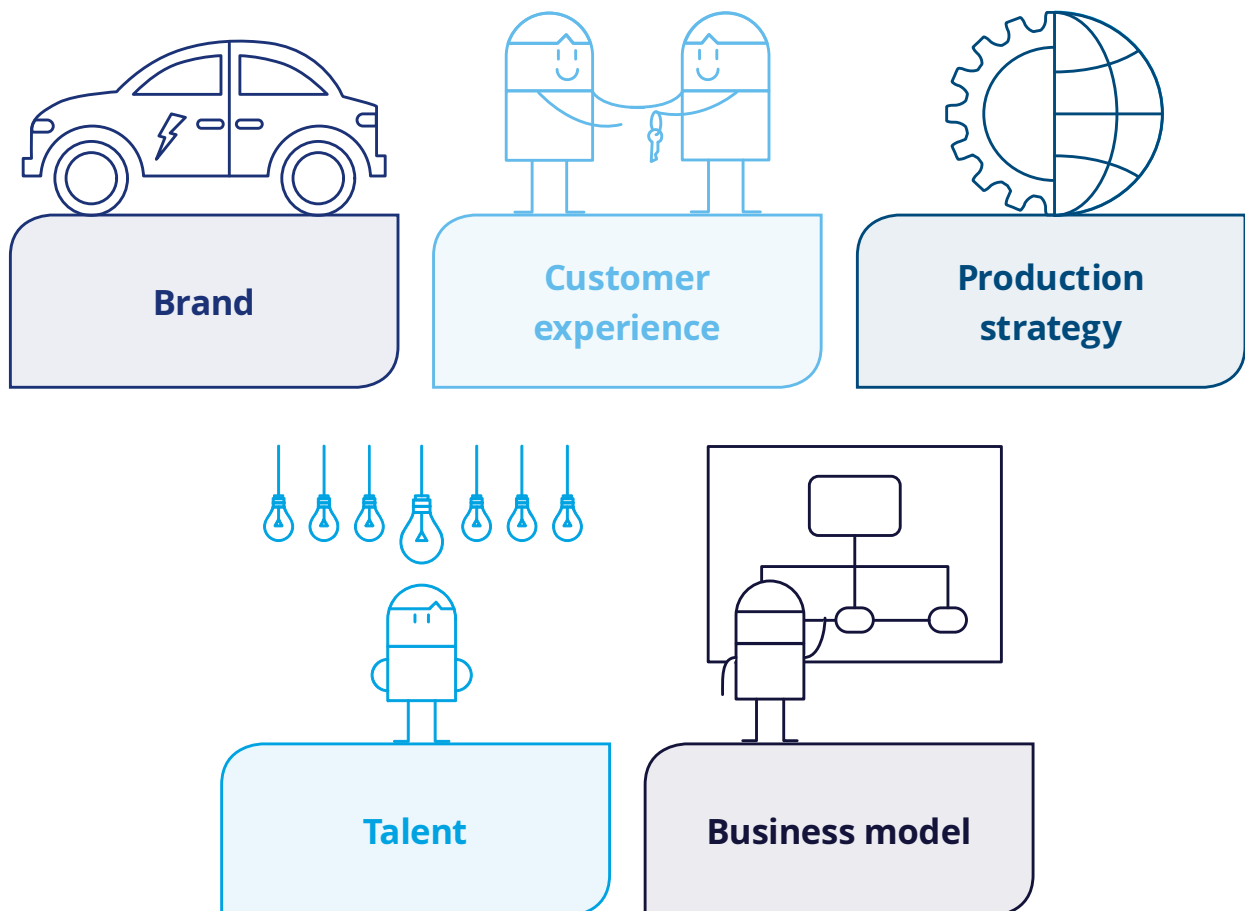 Brand
Customer
experience
Production
strategy
Talent
Business model